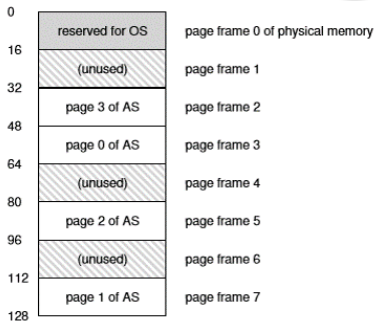 0
reserved for OS page frame 0 of physical memory
16
(unused) page frame 1
32
page 3 of AS page frame 2
48
page 0 of AS page frame 3
64
(unused) page frame 4
80
page 2 of AS page frame 5
96
(unused) page frame 6
112
page 1 of AS page frame 7
128